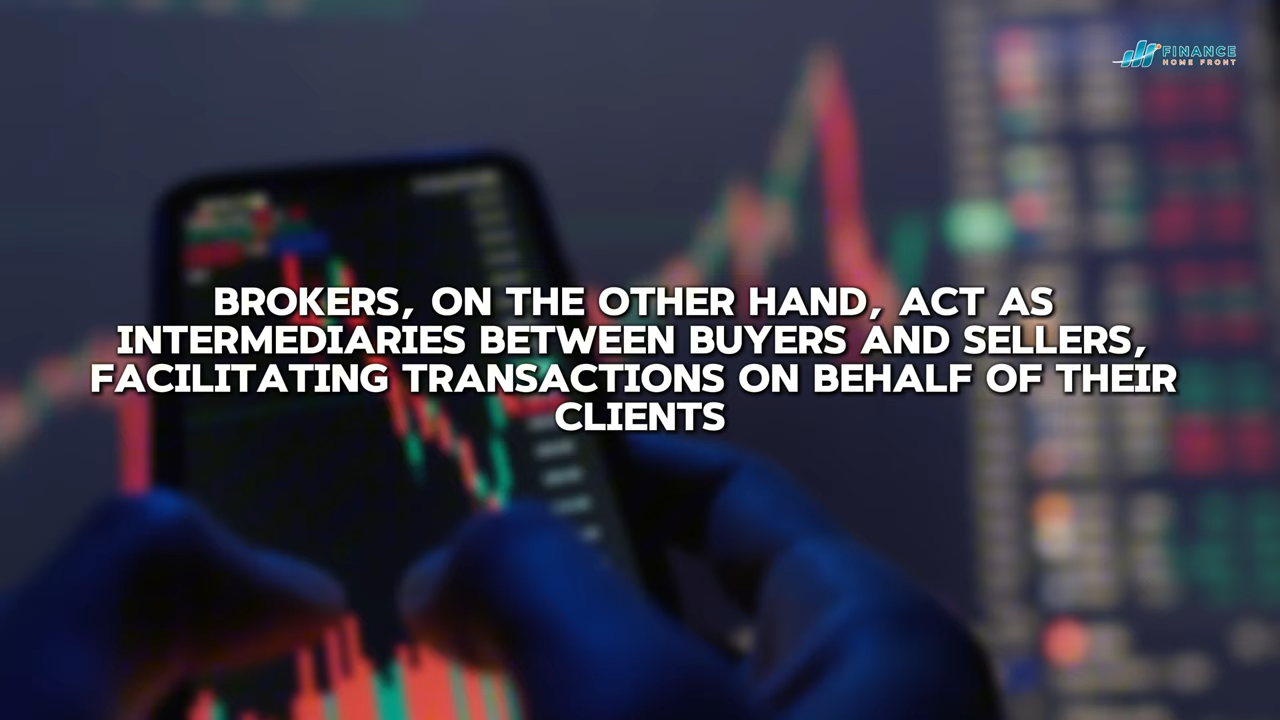 FINANCE
HOME FRONT
BROKERS, ON THE OTHER HAND, ACT AS
INTERMEDIARIES BETWEEN BUYERS AND SELLERS,
FACILITATING TRANSACTIONS ON BEHALF OF THEIR
CLIENTS